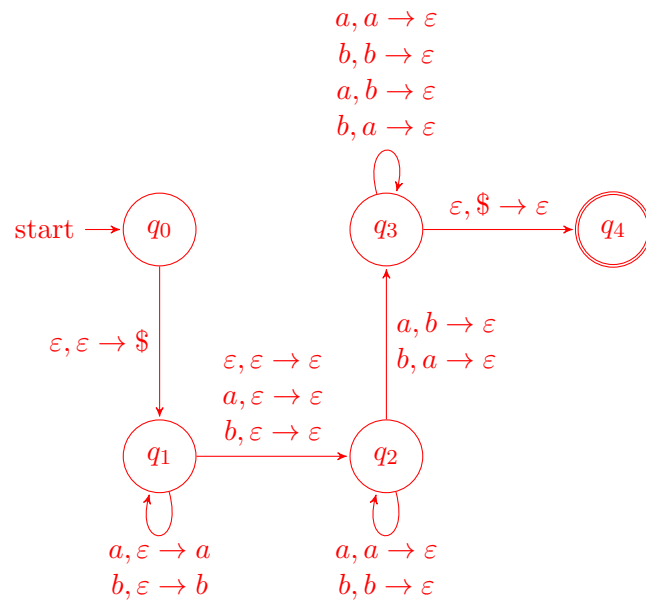 a, a → ε
b, b → ε
a, b → ε
b, a → ε
start
q0
q3
ε, $ → ε
q4
ε, ε → $
a, b → ε
b, a → ε
ε, ε → ε
a, ε → ε
b, ε → ε
q1
q2
a, ε → a
b, ε → b
a, a → ε
b, b → ε